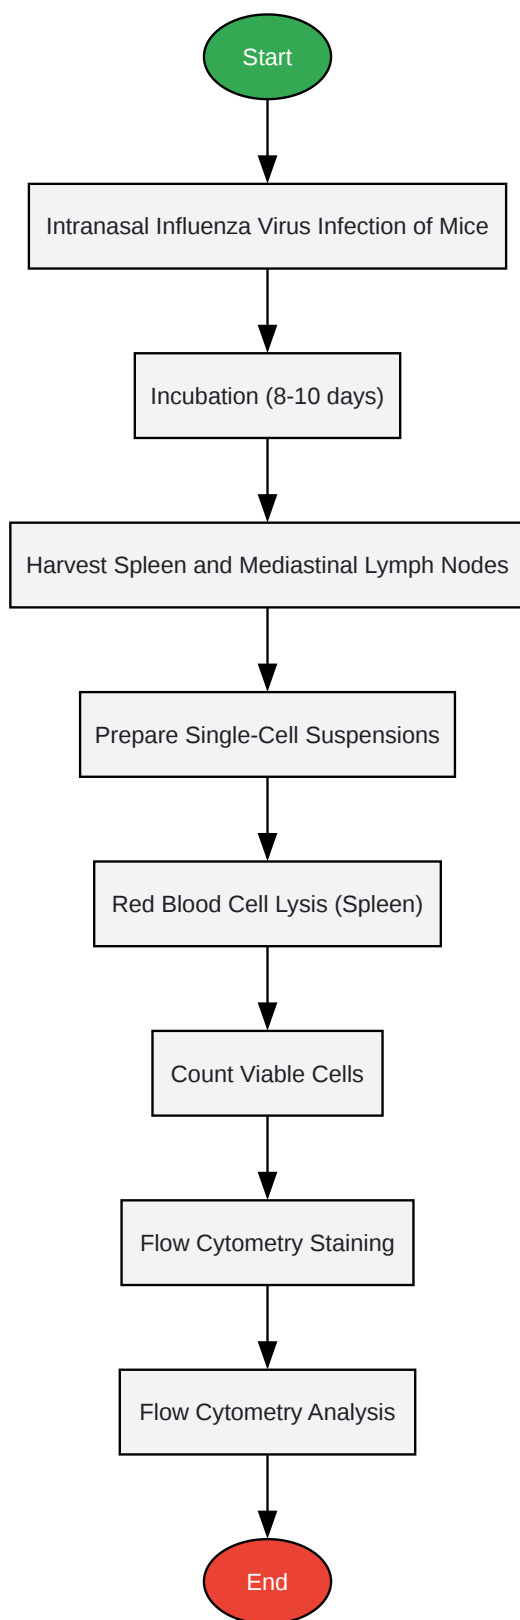 Start
Intranasal Influenza Virus Infection of Mice
Incubation (8-10 days)
Harvest Spleen and Mediastinal Lymph Nodes
Prepare Single-Cell Suspensions
Red Blood Cell Lysis (Spleen)
Count Viable Cells
Flow Cytometry Staining
Flow Cytometry Analysis
End